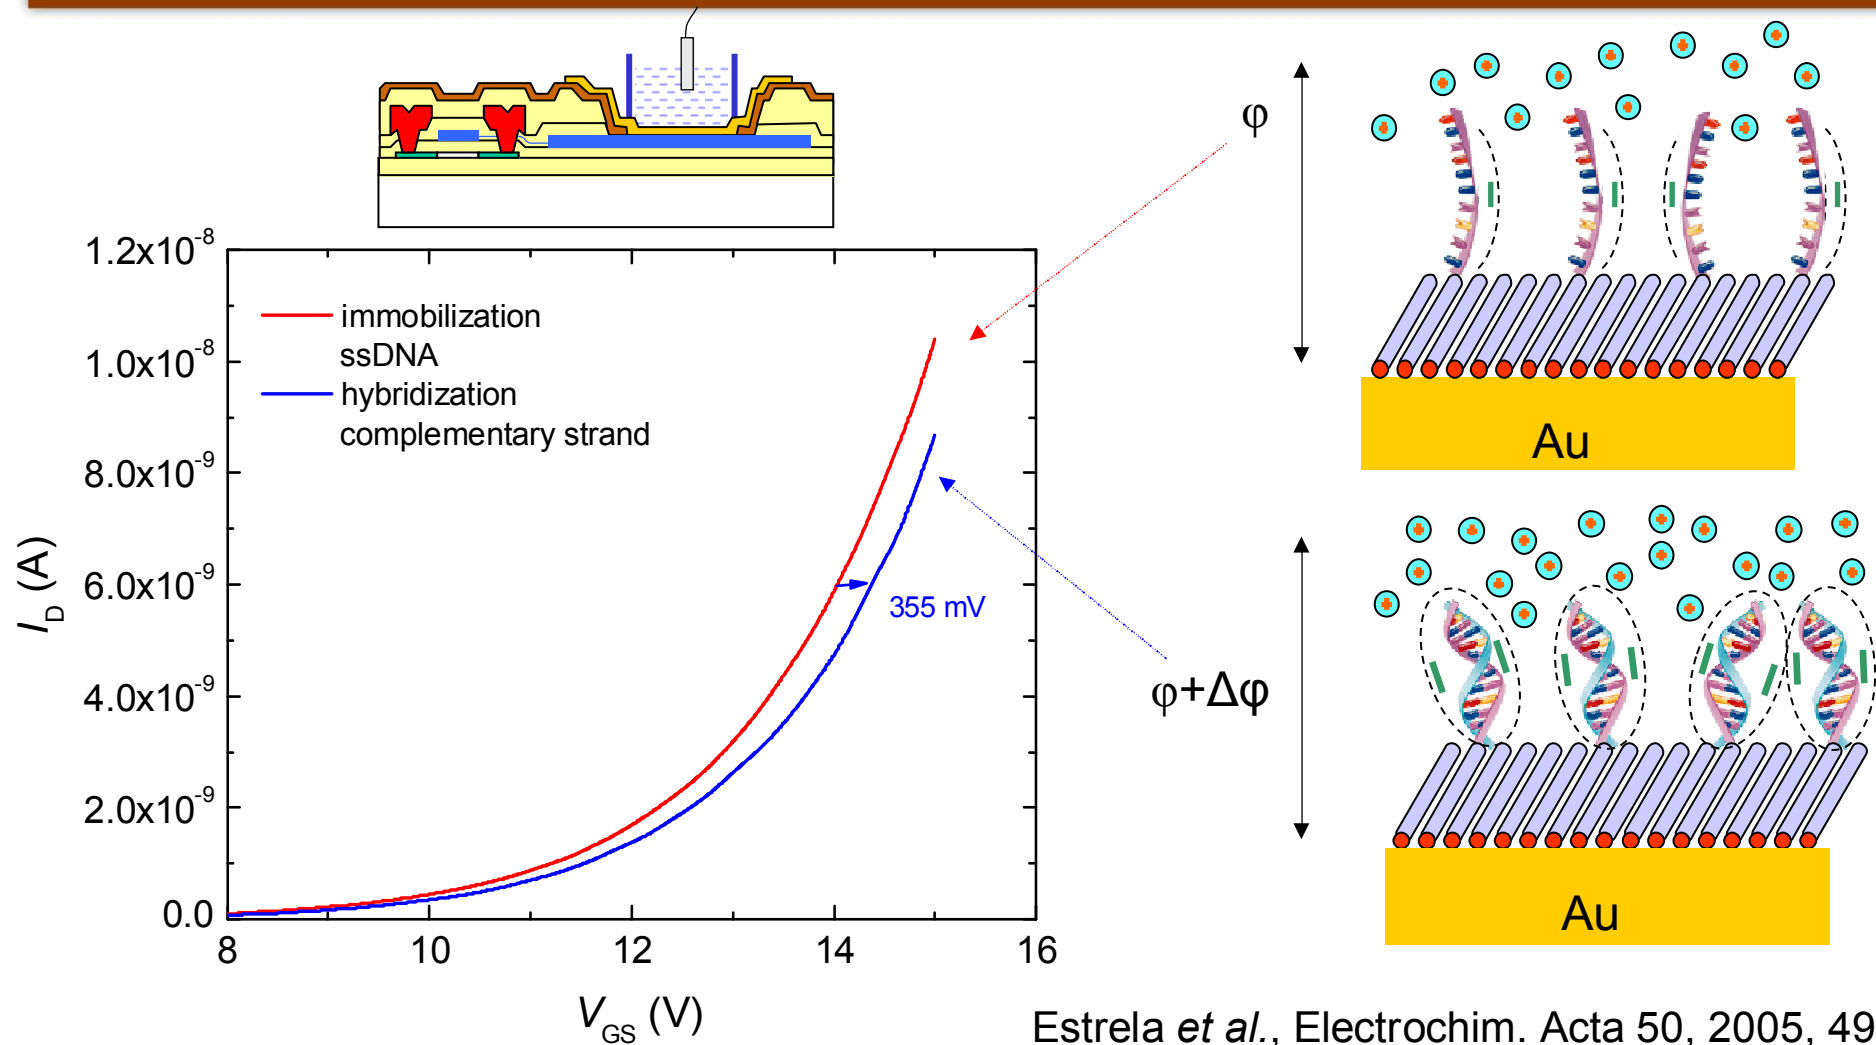 φ
Au
1.2x10⁻⁸
1.0x10⁻⁸
8.0x10⁻⁹
6.0x10⁻⁹
4.0x10⁻⁹
2.0x10⁻⁹
0.0
8 10 12 14 16
I_D (A)
V_GS (V)
immobilization
ssDNA
hybridization
complementary strand
355 mV
φ+Δφ
Au
Estrela et al., Electrochim. Acta 50, 2005, 49